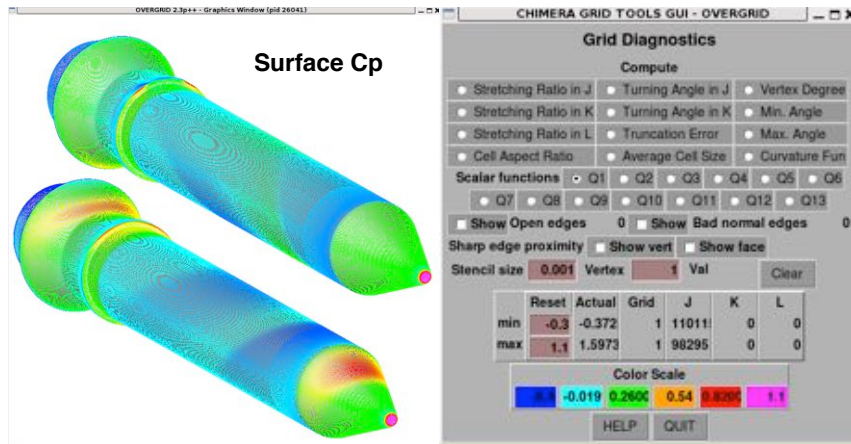 OVERGRID 2.3p++ - Graphics Window (pid 26041)
Surface Cp
CHIMERA GRID TOOLS GUI - OVERGRID
Grid Diagnostics
Compute
Stretching Ratio in J Turning Angle in J Vertex Degree
Stretching Ratio in K Turning Angle in K Min. Angle
Stretching Ratio in L Truncation Error Max. Angle
Cell Aspect Ratio Average Cell Size Curvature Fun
Scalar functions Q1 Q2 Q3 Q4 Q5 Q6
Q7 Q8 Q9 Q10 Q11 Q12 Q13
Show Open edges 0 Show Bad normal edges 0
Sharp edge proximity Show vert Show face
Stencil size 0.001 Vertex 1 Val Clear
Reset Actual Grid J K L
min -0.3 -0.372 1 11011 0 0
max 1.1 1.5973 1 98295 0 0
Color Scale
-0.019 0.2600 0.54 0.8200 1.1
HELP QUIT